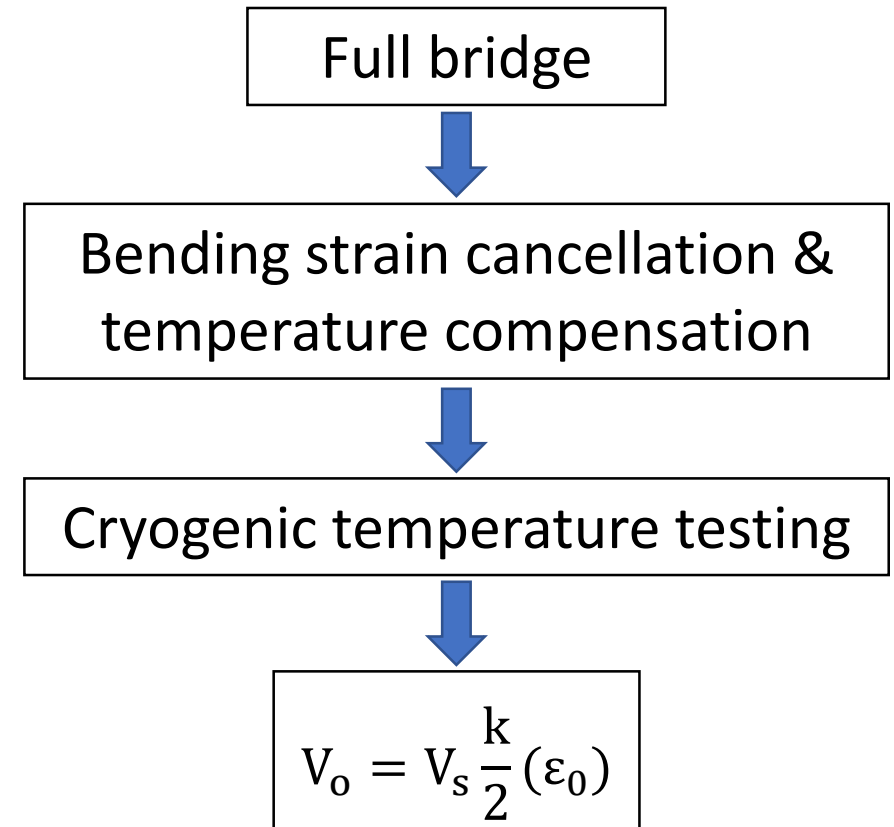 Full bridge
Bending strain cancellation &
temperature compensation
Cryogenic temperature testing
Vₒ = Vₛ k/2 (ε₀)